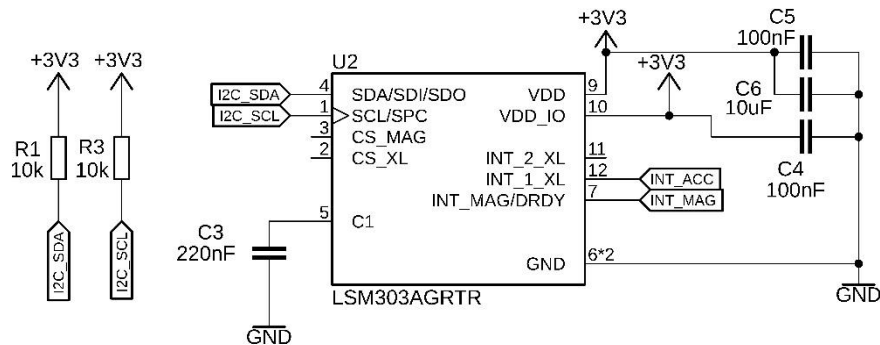 +3V3 +3V3
R1
10k
R3
10k
I2C_SDA
I2C_SCL
U2
I2C_SDA 4 SDA/SDI/SDO
I2C_SCL 1 SCL/SPC
3 CS_MAG
2 CS_XL
5 C1
C3
220nF
GND
VDD 9
VDD_IO 10
INT_2_XL 11
INT_1_XL 12 INT_ACC
INT_MAG/DRDY 7 INT_MAG
GND 6*2
LSM303AGRTR
+3V3
+3V3
C5
100nF
C6
10uF
C4
100nF
GND